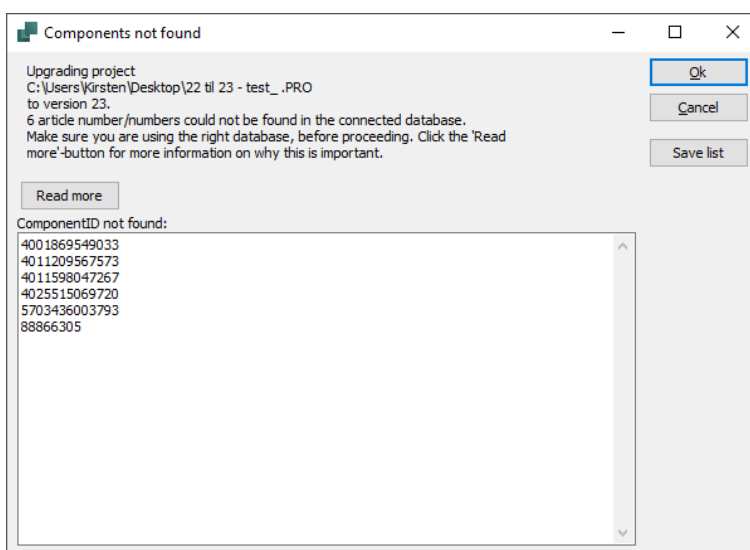 Components not found
Upgrading project
C:\Users\Kirsten\Desktop\22 til 23 - test_ .PRO
to version 23.
6 article number/numbers could not be found in the connected database.
Make sure you are using the right database, before proceeding. Click the 'Read
more'-button for more information on why this is important.
Ok
Cancel
Save list
Read more
ComponentID not found:
4001869549033
4011209567573
4011598047267
4025515069720
5703436003793
88866305